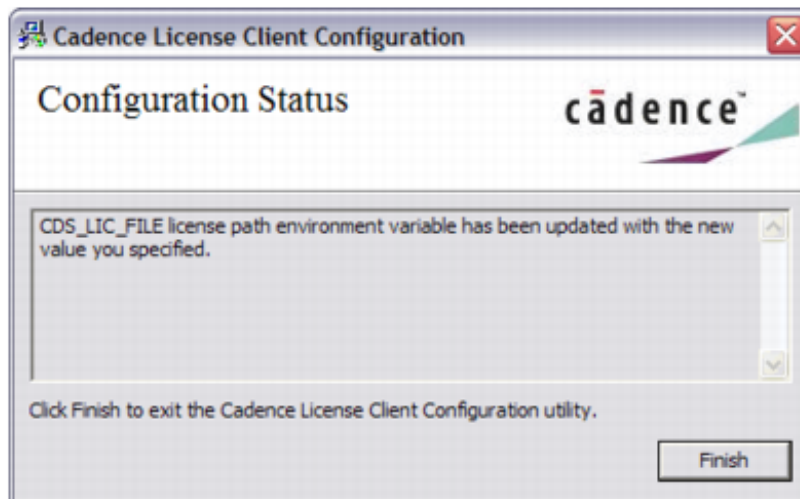 Cadence License Client Configuration
Configuration Status
cādence™
CDS_LIC_FILE license path environment variable has been updated with the new
value you specified.
Click Finish to exit the Cadence License Client Configuration utility.
Finish